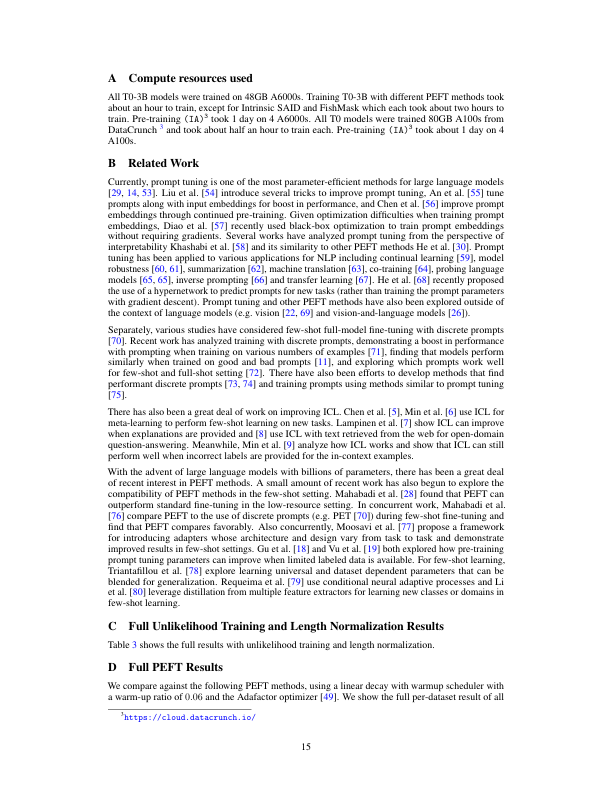 A Compute resources used
All T0-3B models were trained on 48GB A6000s. Training T0-3B with different PEFT methods took
about an hour to train, except for Intrinsic SAID and FishMask which each took about two hours to
train. Pre-training (IA)³ took 1 day on 4 A6000s. All T0 models were trained 80GB A100s from
DataCrunch ³ and took about half an hour to train each. Pre-training (IA)³ took about 1 day on 4
A100s.
B Related Work
Currently, prompt tuning is one of the most parameter-efficient methods for large language models
[29, 14, 53]. Liu et al. [54] introduce several tricks to improve prompt tuning, An et al. [55] tune
prompts along with input embeddings for boost in performance, and Chen et al. [56] improve prompt
embeddings through continued pre-training. Given optimization difficulties when training prompt
embeddings, Diao et al. [57] recently used black-box optimization to train prompt embeddings
without requiring gradients. Several works have analyzed prompt tuning from the perspective of
interpretability Khashabi et al. [58] and its similarity to other PEFT methods He et al. [30]. Prompt
tuning has been applied to various applications for NLP including continual learning [59], model
robustness [60, 61], summarization [62], machine translation [63], co-training [64], probing language
models [65, 65], inverse prompting [66] and transfer learning [67]. He et al. [68] recently proposed
the use of a hypernetwork to predict prompts for new tasks (rather than training the prompt parameters
with gradient descent). Prompt tuning and other PEFT methods have also been explored outside of
the context of language models (e.g. vision [22, 69] and vision-and-language models [26]).
Separately, various studies have considered few-shot full-model fine-tuning with discrete prompts
[70]. Recent work has analyzed training with discrete prompts, demonstrating a boost in performance
with prompting when training on various numbers of examples [71], finding that models perform
similarly when trained on good and bad prompts [11], and exploring which prompts work well
for few-shot and full-shot setting [72]. There have also been efforts to develop methods that find
performant discrete prompts [73, 74] and training prompts using methods similar to prompt tuning
[75].
There has also been a great deal of work on improving ICL. Chen et al. [5], Min et al. [6] use ICL for
meta-learning to perform few-shot learning on new tasks. Lampinen et al. [7] show ICL can improve
when explanations are provided and [8] use ICL with text retrieved from the web for open-domain
question-answering. Meanwhile, Min et al. [9] analyze how ICL works and show that ICL can still
perform well when incorrect labels are provided for the in-context examples.
With the advent of large language models with billions of parameters, there has been a great deal
of recent interest in PEFT methods. A small amount of recent work has also begun to explore the
compatibility of PEFT methods in the few-shot setting. Mahabadi et al. [28] found that PEFT can
outperform standard fine-tuning in the low-resource setting. In concurrent work, Mahabadi et al.
[76] compare PEFT to the use of discrete prompts (e.g. PET [70]) during few-shot fine-tuning and
find that PEFT compares favorably. Also concurrently, Moosavi et al. [77] propose a framework
for introducing adapters whose architecture and design vary from task to task and demonstrate
improved results in few-shot settings. Gu et al. [18] and Vu et al. [19] both explored how pre-training
prompt tuning parameters can improve when limited labeled data is available. For few-shot learning,
Triantafillou et al. [78] explore learning universal and dataset dependent parameters that can be
blended for generalization. Requeima et al. [79] use conditional neural adaptive processes and Li
et al. [80] leverage distillation from multiple feature extractors for learning new classes or domains in
few-shot learning.
C Full Unlikelihood Training and Length Normalization Results
Table 3 shows the full results with unlikelihood training and length normalization.
D Full PEFT Results
We compare against the following PEFT methods, using a linear decay with warmup scheduler with
a warm-up ratio of 0.06 and the Adafactor optimizer [49]. We show the full per-dataset result of all
³https://cloud.datacrunch.io/
15